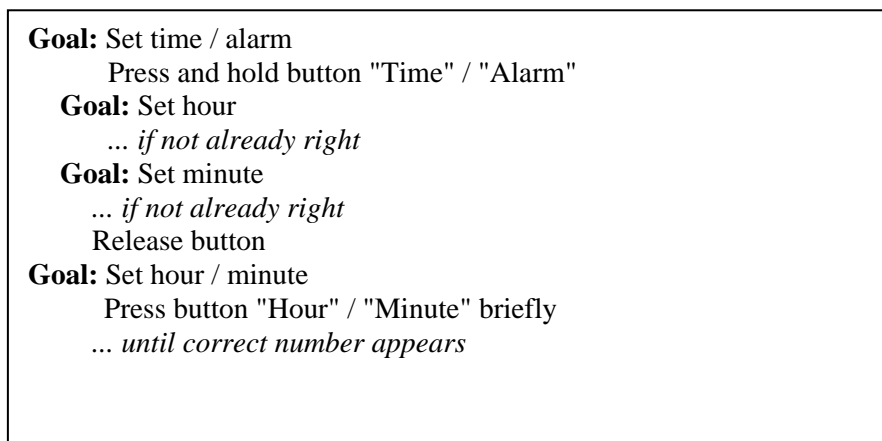 Goal: Set time / alarm
Press and hold button "Time" / "Alarm"
Goal: Set hour
... if not already right
Goal: Set minute
... if not already right
Release button
Goal: Set hour / minute
Press button "Hour" / "Minute" briefly
... until correct number appears